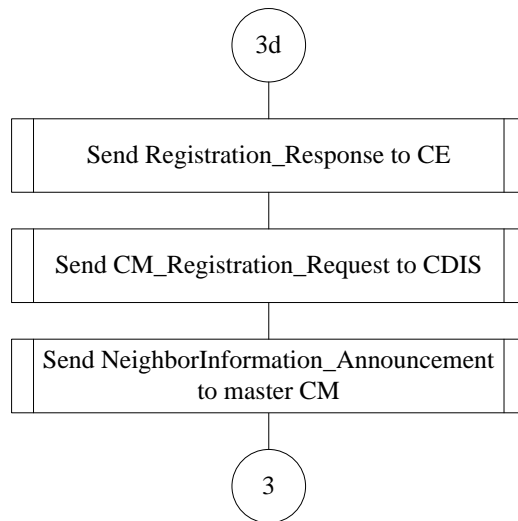 3d
Send Registration_Response to CE
Send CM_Registration_Request to CDIS
Send NeighborInformation_Announcement
to master CM
3